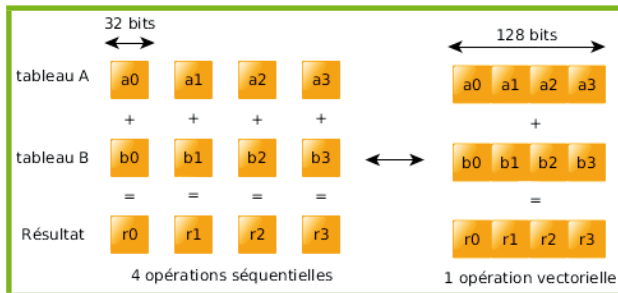 32 bits
128 bits
tableau A a0 a1 a2 a3 a0 a1 a2 a3
+ + + + +
tableau B b0 b1 b2 b3 b0 b1 b2 b3
= = = = =
Résultat r0 r1 r2 r3 r0 r1 r2 r3
4 opérations séquentielles 1 opération vectorielle